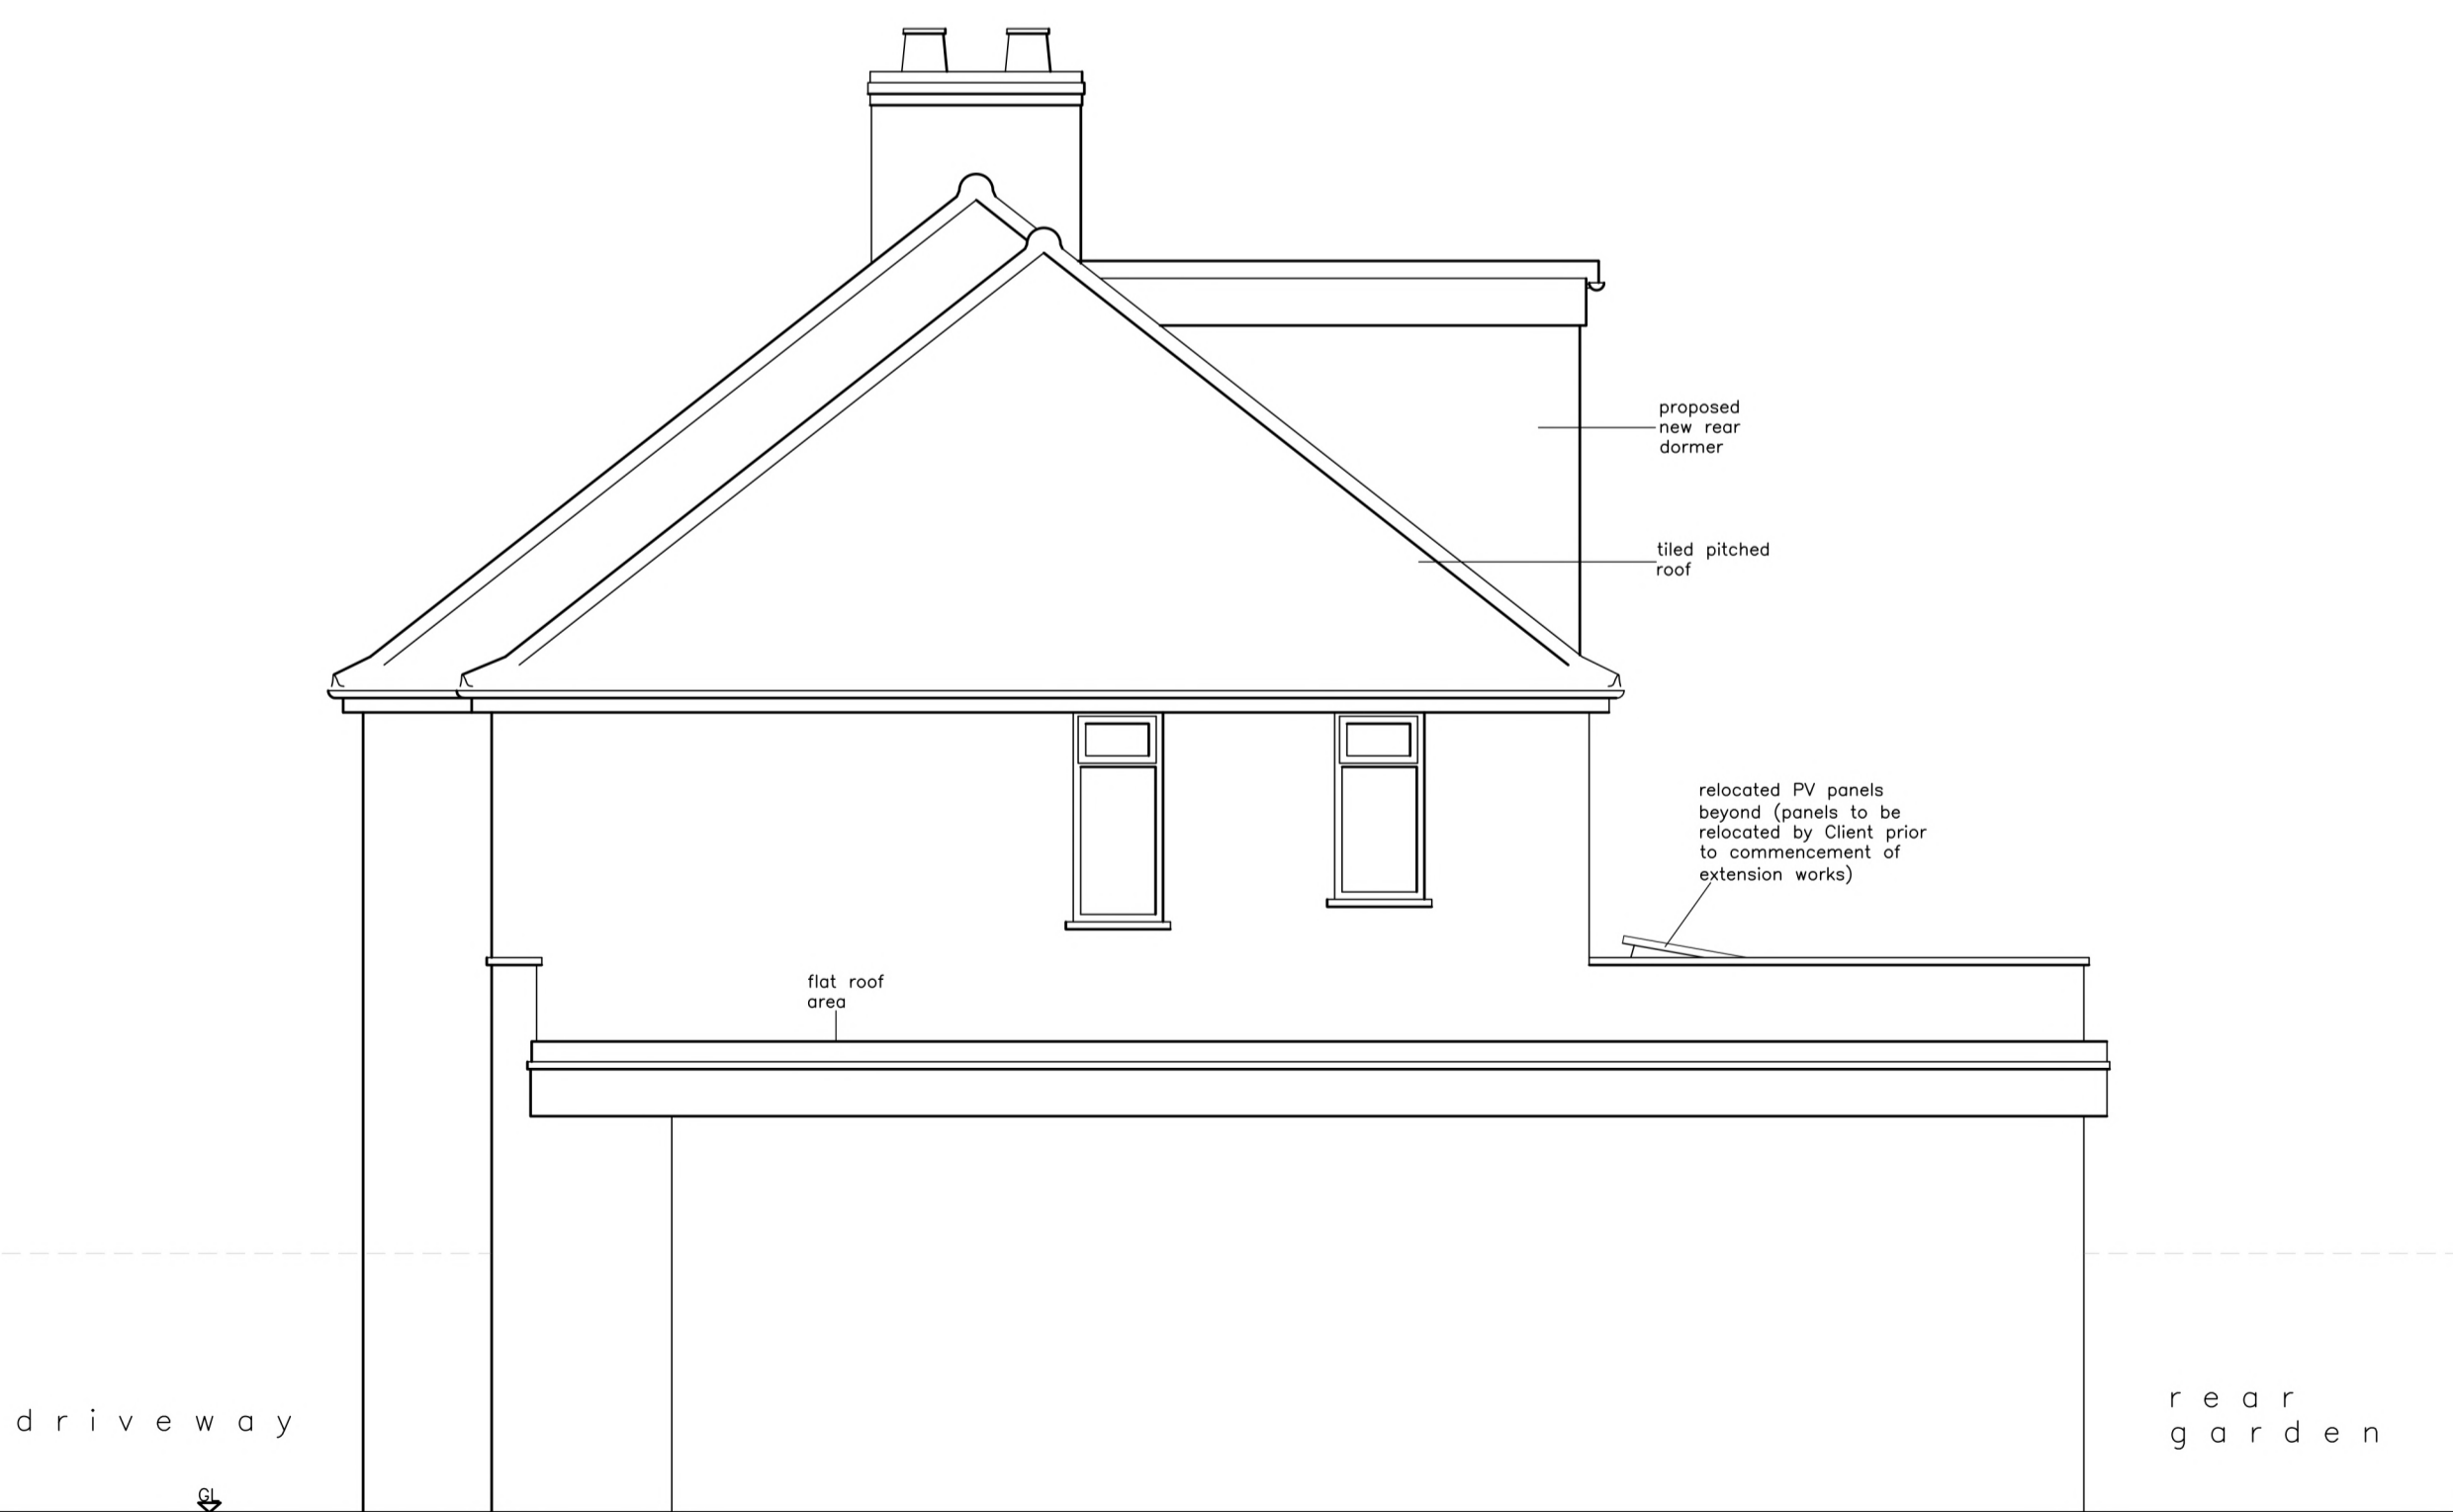 proposed
new rear
dormer
tiled pitched
roof
relocated PV panels
beyond (panels to be
relocated by Client prior
to commencement of
extension works)
flat roof
area
driveway
rear
garden
GL